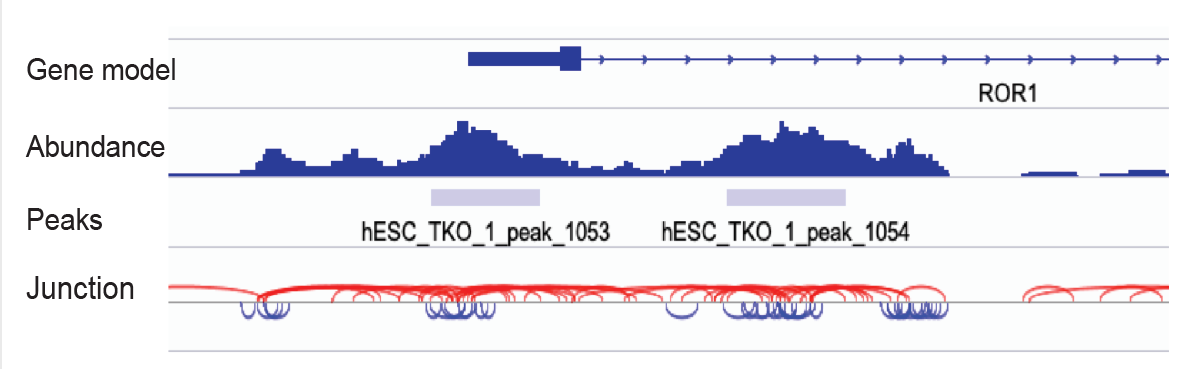 Gene model
ROR1
Abundance
Peaks
hESC_TKO_1_peak_1053 hESC_TKO_1_peak_1054
Junction